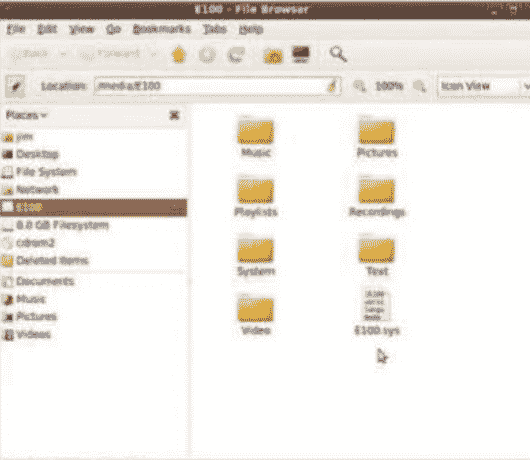 E100 - File Browser
File Edit View Go Bookmarks Tabs Help
Back Forward
Location: /media/E100 100% Icon View
Places
jim
Desktop
File System
Network
E100
8.0 GB Filesystem
cdrom2
Deleted Items
Documents
Music
Pictures
Videos
Music Pictures
Playlists Recordings
System Text
Video E100.sys